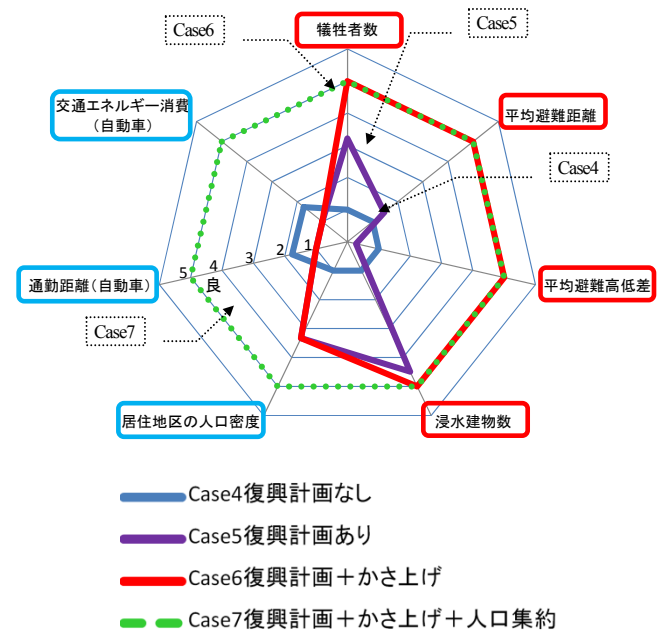 犠牲者数
Case6
Case5
交通エネルギー消費
(自動車)
平均避難距離
Case4
通勤距離(自動車)
5 4 3 2 1
良
平均避難高低差
Case7
居住地区の人口密度
浸水建物数
Case4復興計画なし
Case5復興計画あり
Case6復興計画＋かさ上げ
Case7復興計画＋かさ上げ＋人口集約